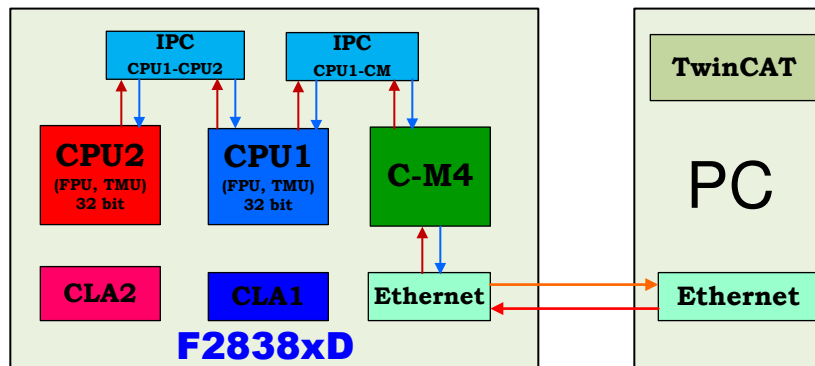 IPC
CPU1-CPU2
IPC
CPU1-CM
TwinCAT
CPU2
(FPU, TMU)
32 bit
CPU1
(FPU, TMU)
32 bit
C-M4
PC
CLA2
CLA1
Ethernet
Ethernet
F2838xD